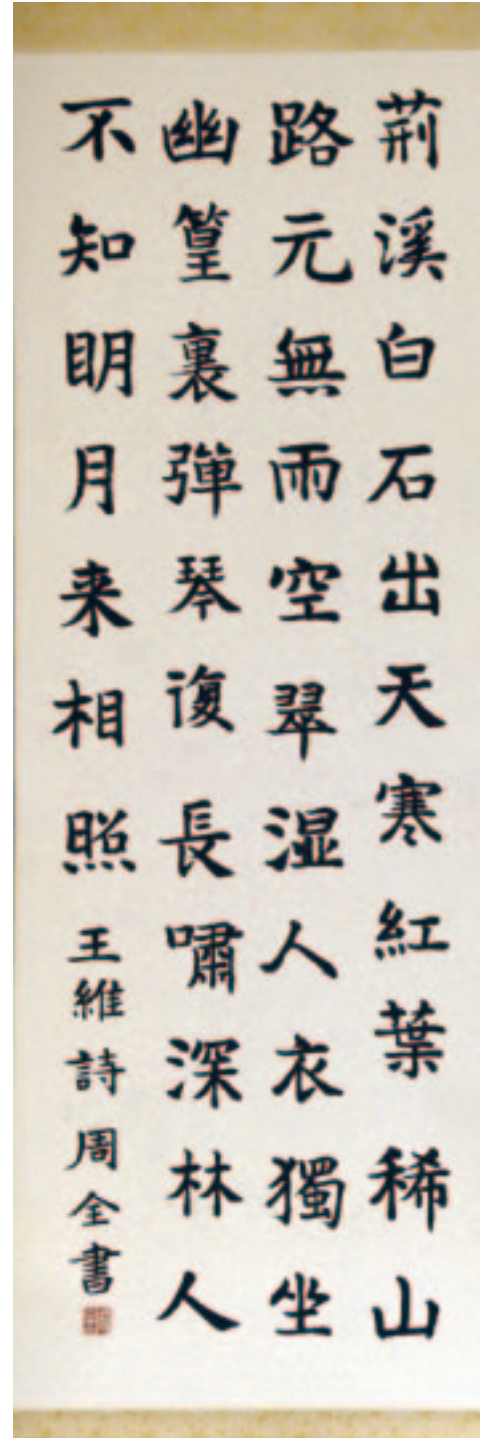 荊溪白石出天寒紅葉稀山
路元無雨空翠湿人衣獨坐
幽篁裏彈琴復長嘯深林人
不知明月来相照王維詩周全書